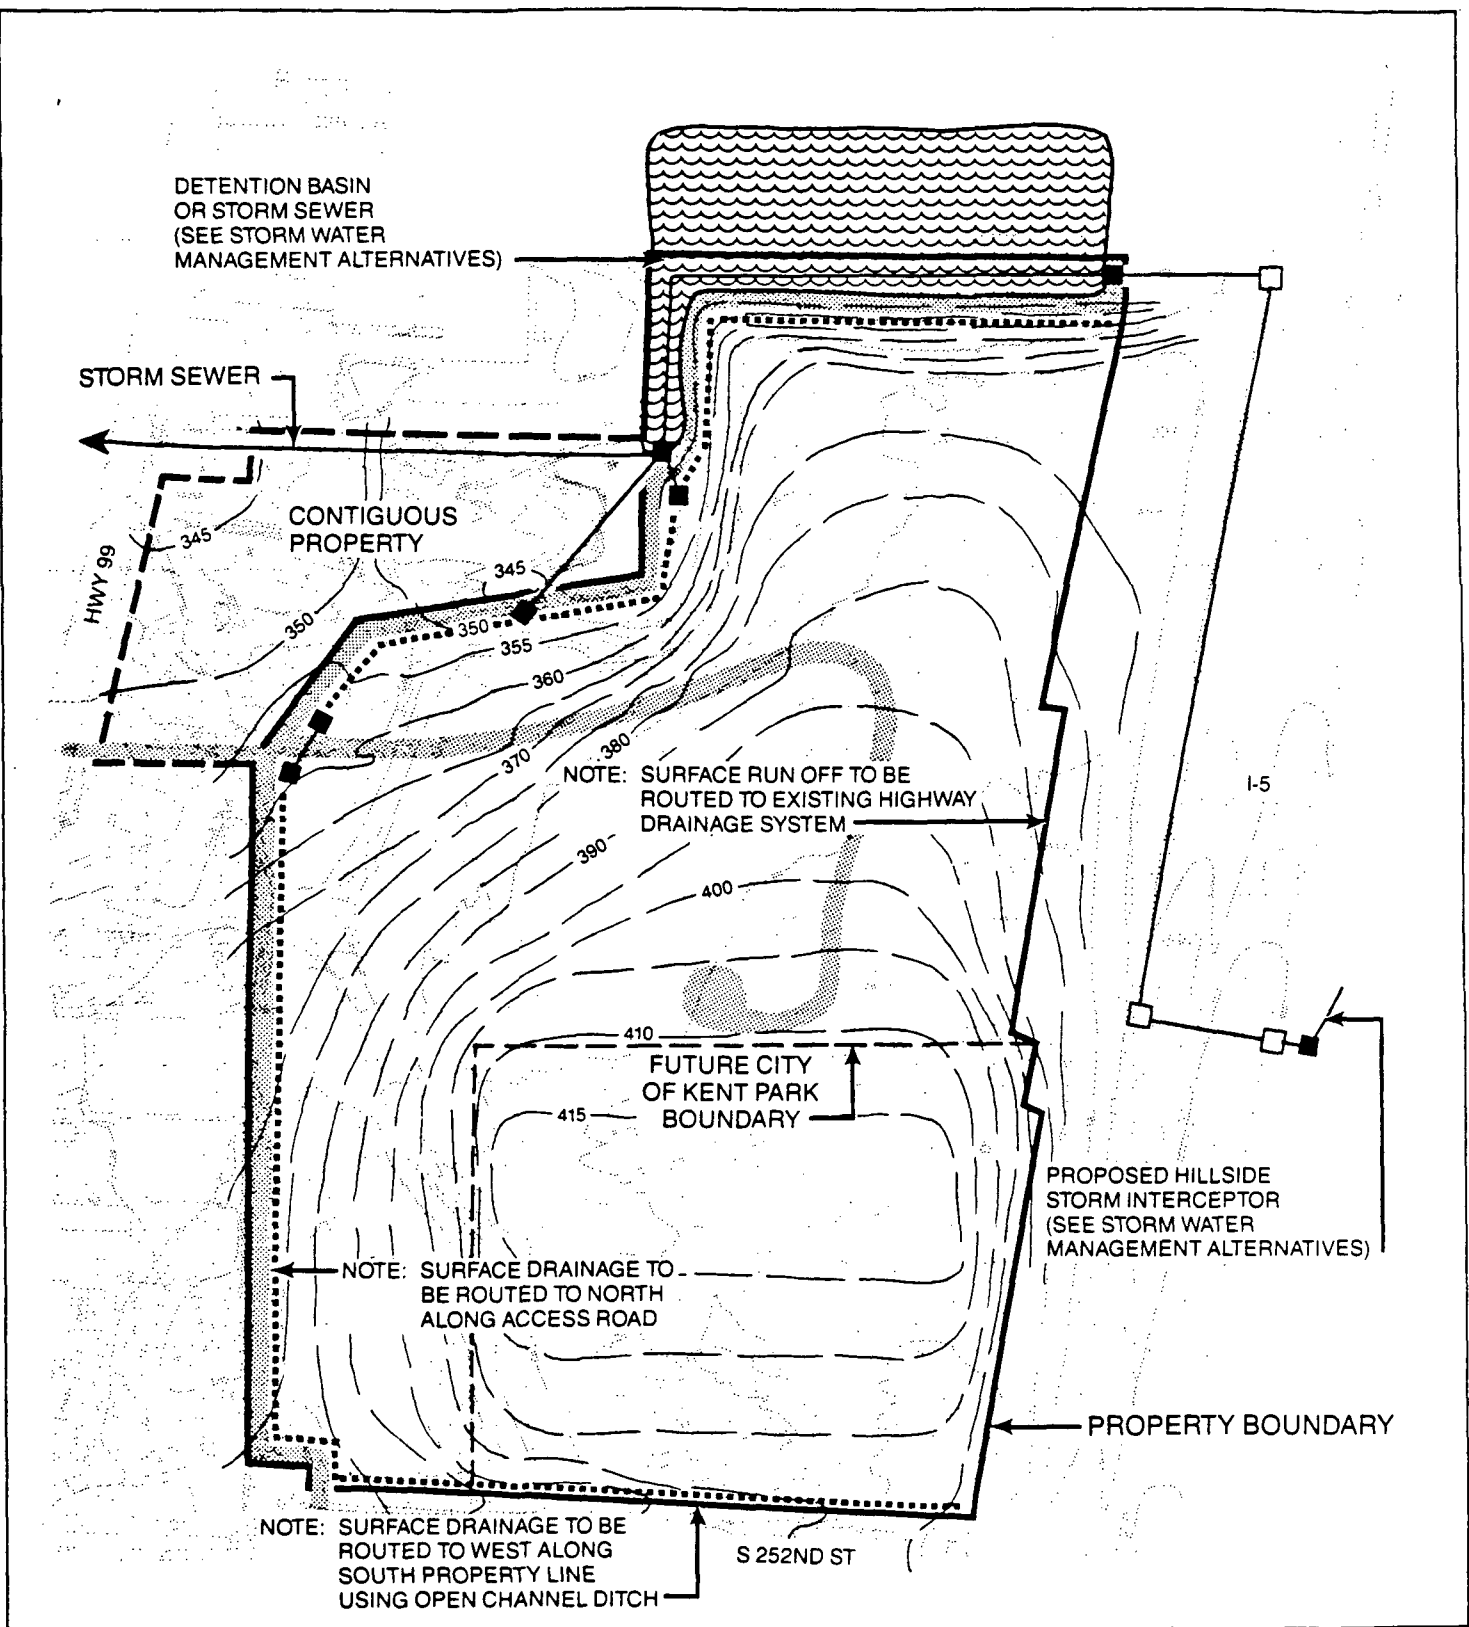 DETENTION BASIN
OR STORM SEWER
(SEE STORM WATER
MANAGEMENT ALTERNATIVES)
STORM SEWER
CONTIGUOUS
PROPERTY
HWY 99
345
350
345
350
355
360
370
380
NOTE: SURFACE RUN OFF TO BE
ROUTED TO EXISTING HIGHWAY
DRAINAGE SYSTEM
I-5
390
400
410
FUTURE CITY
OF KENT PARK
BOUNDARY
415
PROPOSED HILLSIDE
STORM INTERCEPTOR
(SEE STORM WATER
MANAGEMENT ALTERNATIVES)
NOTE: SURFACE DRAINAGE TO
BE ROUTED TO NORTH
ALONG ACCESS ROAD
PROPERTY BOUNDARY
NOTE: SURFACE DRAINAGE TO BE
ROUTED TO WEST ALONG
SOUTH PROPERTY LINE
USING OPEN CHANNEL DITCH
S 252ND ST